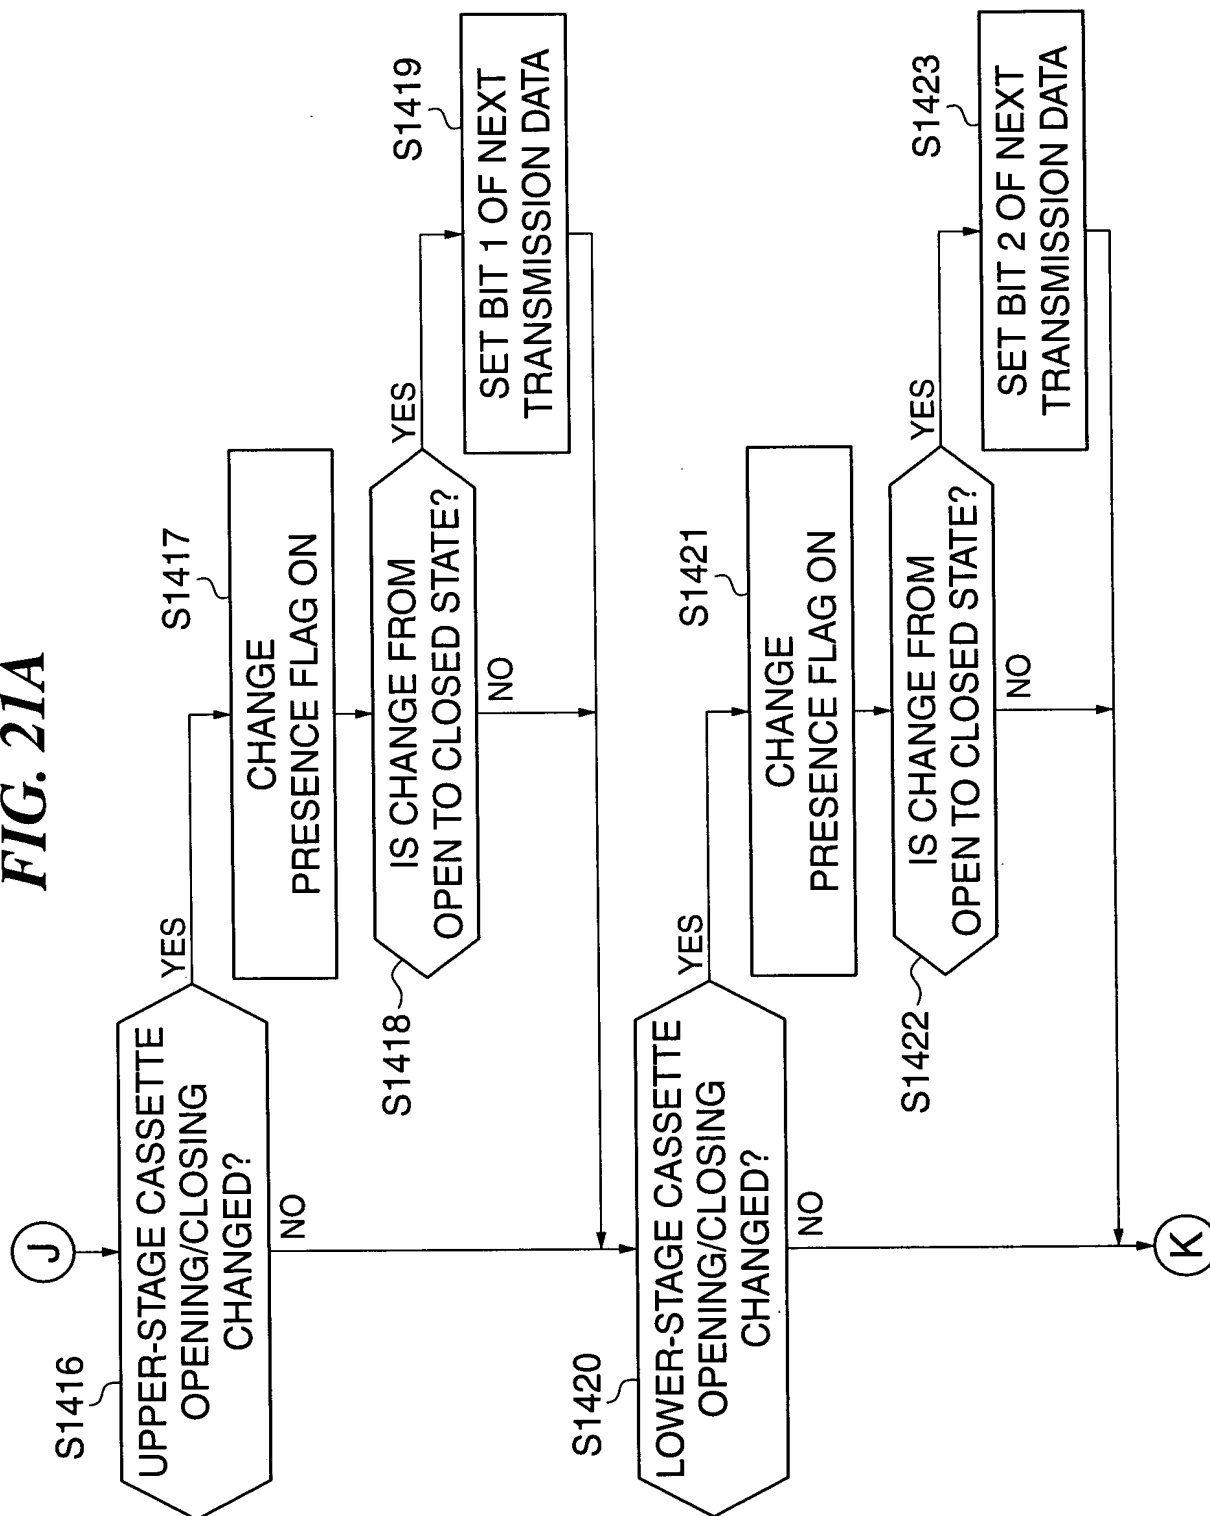 FIG. 21A
J
S1416
UPPER-STAGE CASSETTE
OPENING/CLOSING
CHANGED?
YES
NO
S1417
CHANGE
PRESENCE FLAG ON
S1418
IS CHANGE FROM
OPEN TO CLOSED STATE?
YES
NO
S1419
SET BIT 1 OF NEXT
TRANSMISSION DATA
S1420
LOWER-STAGE CASSETTE
OPENING/CLOSING
CHANGED?
YES
NO
S1421
CHANGE
PRESENCE FLAG ON
S1422
IS CHANGE FROM
OPEN TO CLOSED STATE?
YES
NO
S1423
SET BIT 2 OF NEXT
TRANSMISSION DATA
K